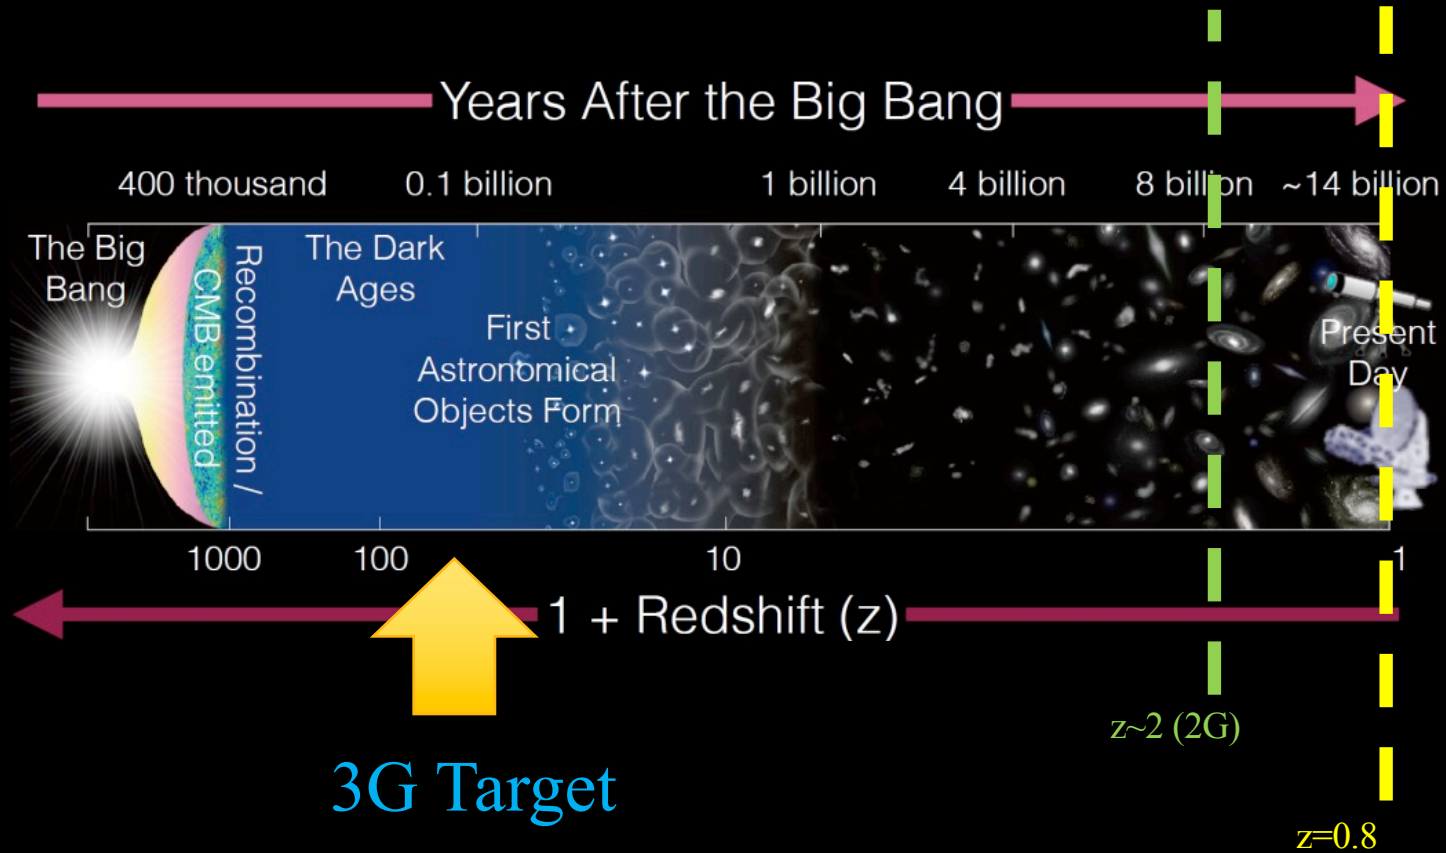 Years After the Big Bang
400 thousand 0.1 billion 1 billion 4 billion 8 billion ~14 billion
The Big
Bang
CMB emitted
Recombination /
The Dark
Ages
First
Astronomical
Objects Form
Present
Day
1000 100 10 1
1 + Redshift (z)
z~2 (2G)
3G Target
z=0.8